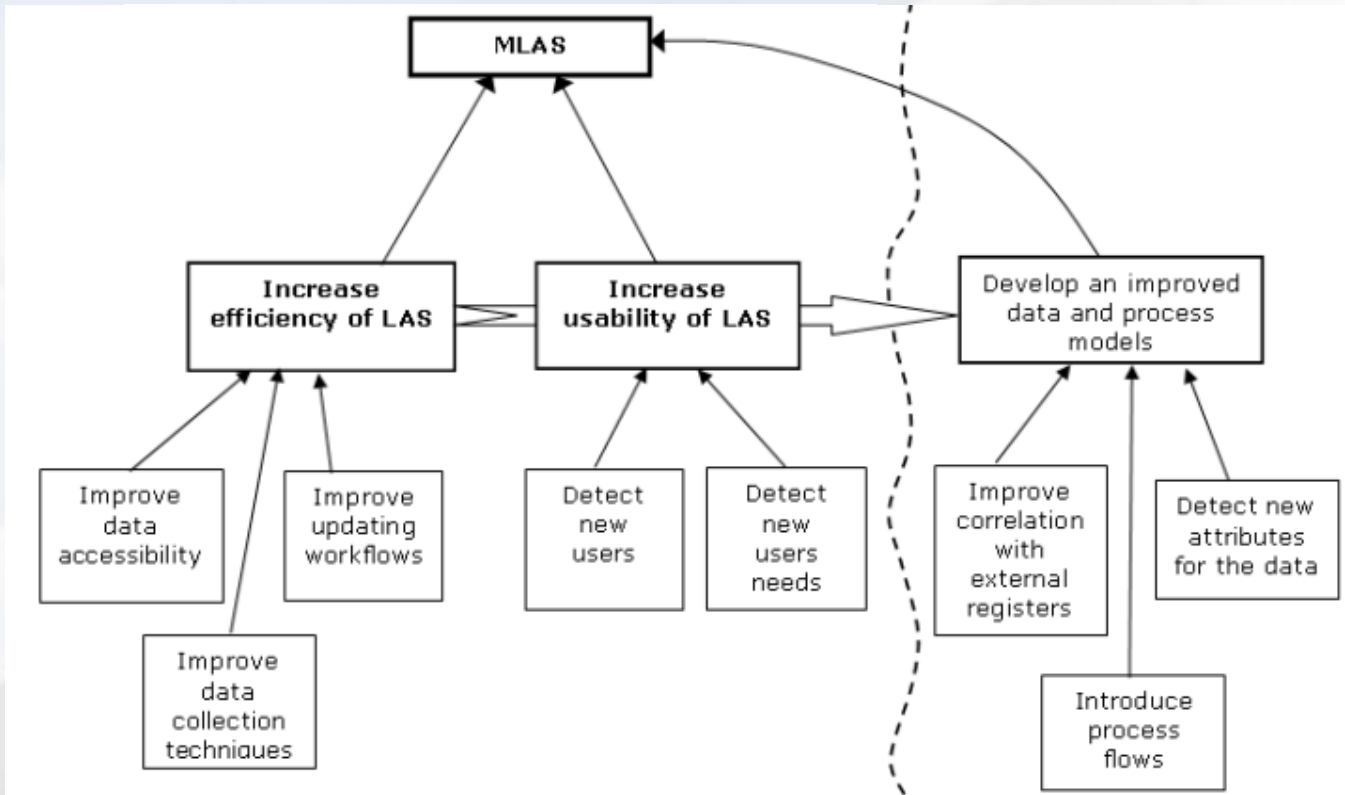 MLAS
Increase
efficiency of LAS
Increase
usability of LAS
Develop an improved
data and process
models
Improve
data
accessibility
Improve
updating
workflows
Detect
new
users
Detect
new
users
needs
Improve
correlation
with
external
registers
Detect new
attributes
for the data
Improve
data
collection
techniques
Introduce
process
flows